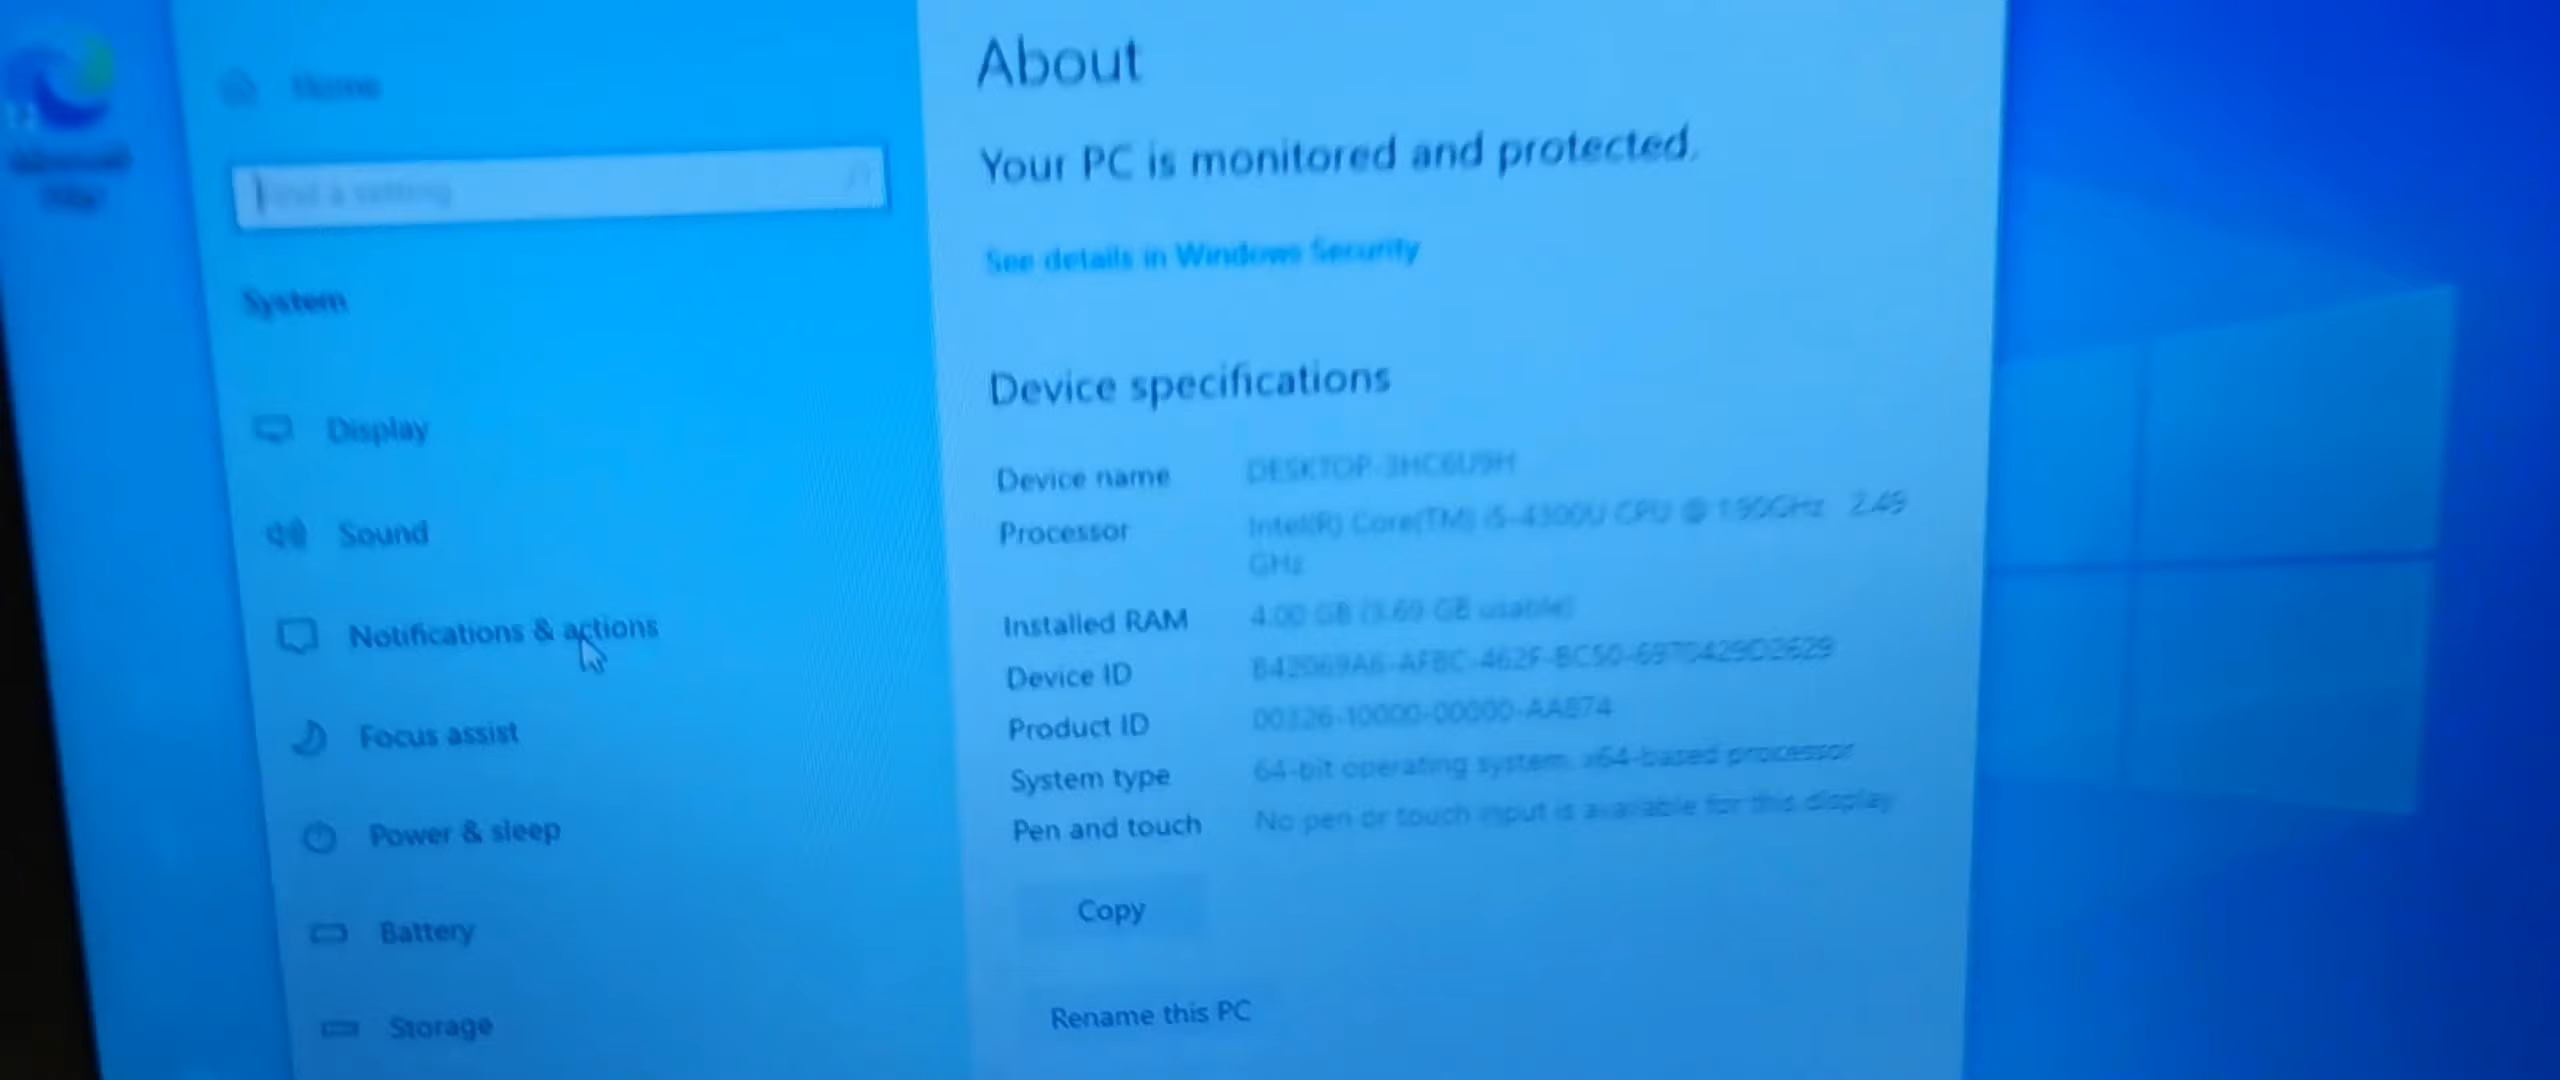 Home
Find a setting
System
Display
Sound
Notifications & actions
Focus assist
Power & sleep
Battery
Storage
About
Your PC is monitored and protected.
See details in Windows Security
Device specifications
Device name DESKTOP-3HC6U9H
Processor Intel(R) Core(TM) i5-4300U CPU @ 1.90GHz 2.49
GHz
Installed RAM 4.00 GB (3.69 GB usable)
Device ID
Product ID 00326-10000-00000-AA874
System type 64-bit operating system, x64-based processor
Pen and touch No pen or touch input is available for this display
Copy
Rename this PC